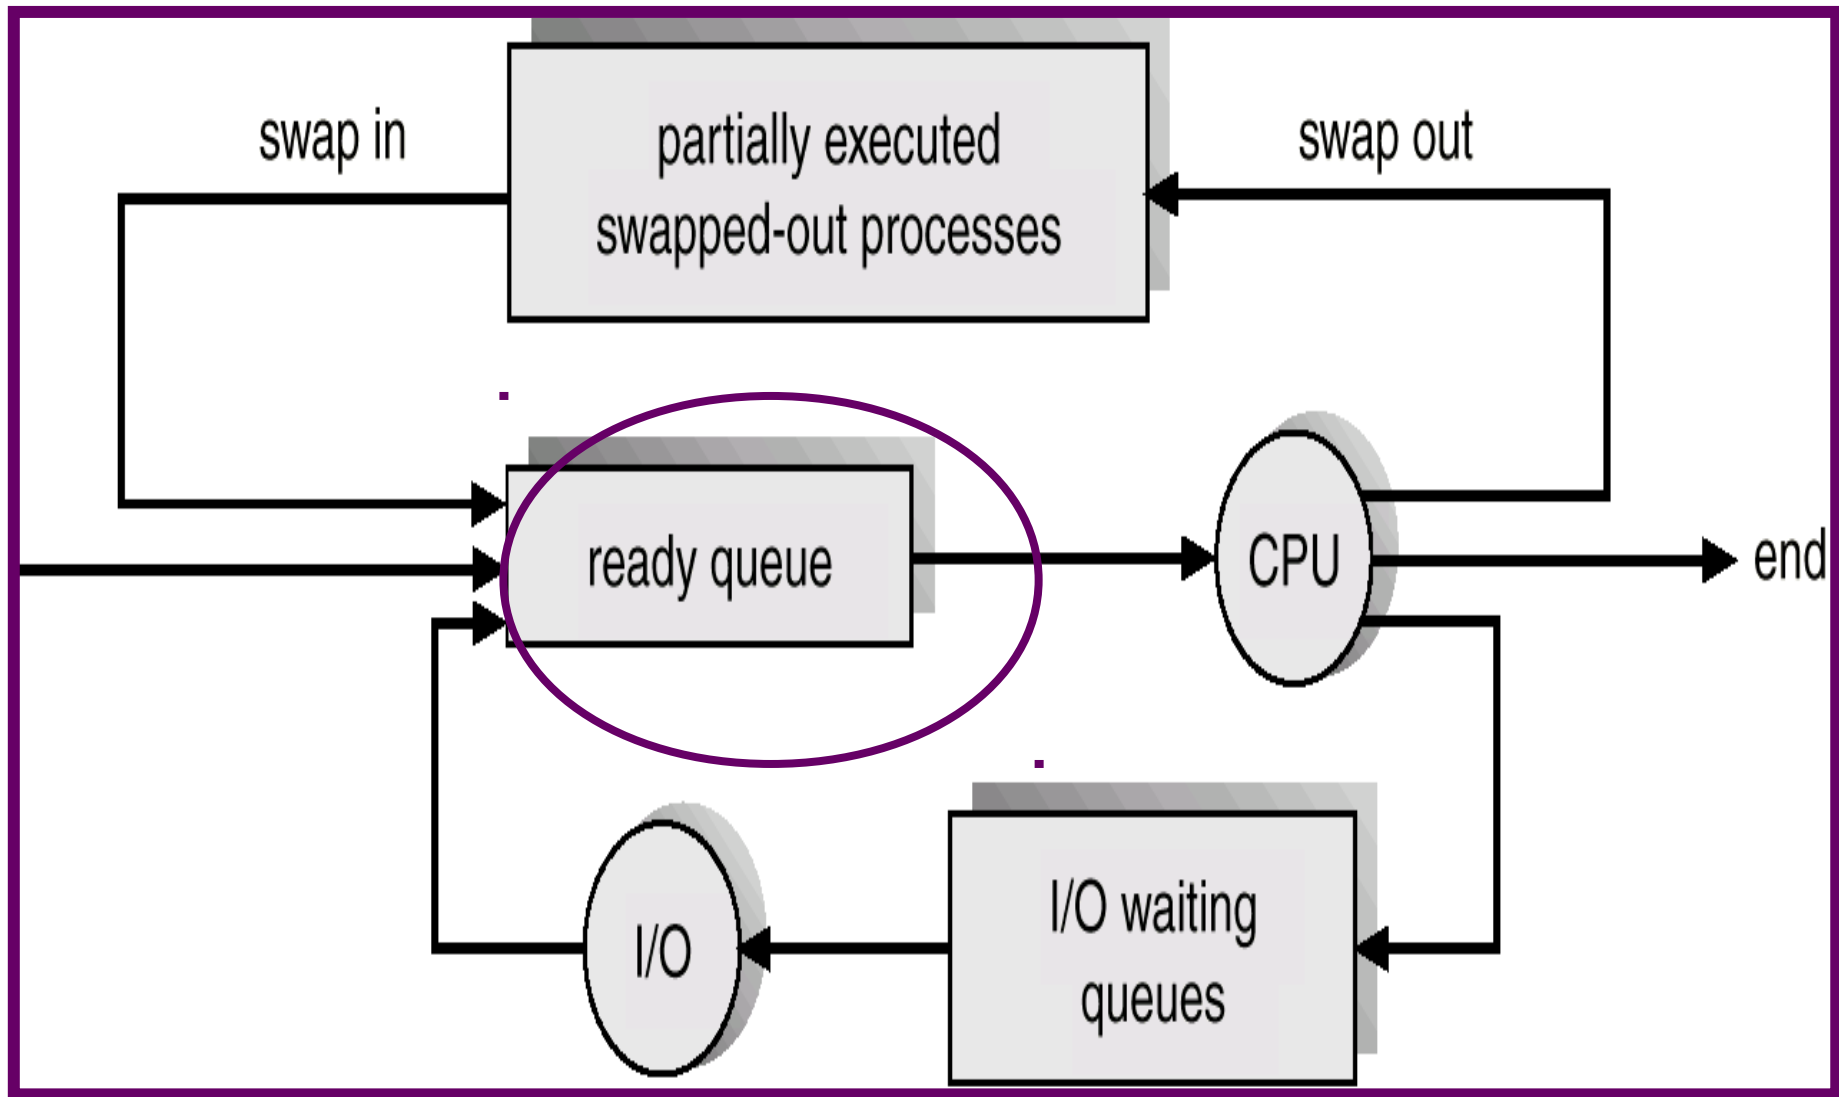 swap in
partially executed
swapped-out processes
swap out
ready queue
CPU
end
I/O
I/O waiting
queues